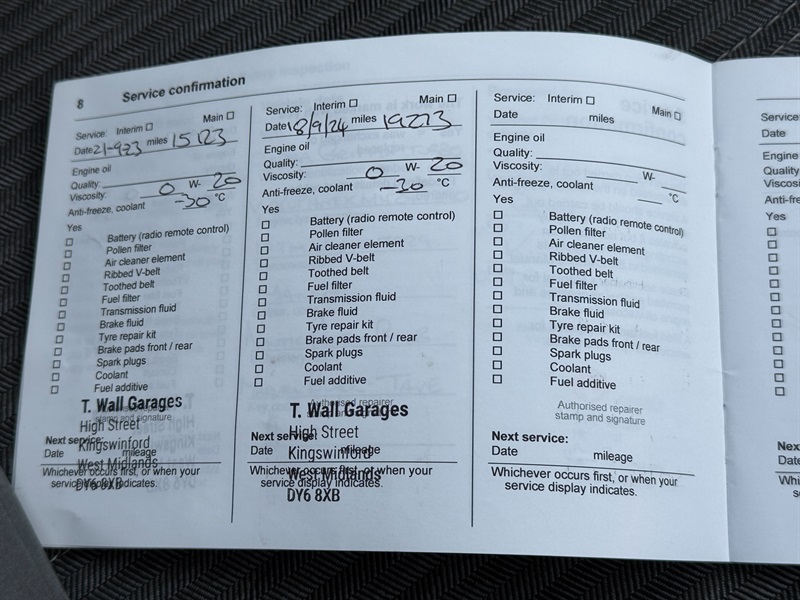 8 Service confirmation
Service: Interim ☐ Main ☐
Date 21-9-23 miles 15123
Engine oil
Quality:
Viscosity: 0 W- 20
Anti-freeze, coolant -30 °C
Yes
☐ Battery (radio remote control)
☐ Pollen filter
☐ Air cleaner element
☐ Ribbed V-belt
☐ Toothed belt
☐ Fuel filter
☐ Transmission fluid
☐ Brake fluid
☐ Tyre repair kit
☐ Brake pads front / rear
☐ Spark plugs
☐ Coolant
☐ Fuel additive
T. Wall Garages
stamp and signature
High Street
Next service:
Kingswinford
Date mileage
West Midlands
Whichever occurs first, or when your
service display indicates.
DY6 8XB
Service: Interim ☐ Main ☐
Date 18/9/24 miles 19273
Engine oil
Quality:
Viscosity: 0 W- 20
Anti-freeze, coolant -30 °C
Yes
☐ Battery (radio remote control)
☐ Pollen filter
☐ Air cleaner element
☐ Ribbed V-belt
☐ Toothed belt
☐ Fuel filter
☐ Transmission fluid
☐ Brake fluid
☐ Tyre repair kit
☐ Brake pads front / rear
☐ Spark plugs
☐ Coolant
☐ Fuel additive
Authorised repairer
T. Wall Garages
High Street
Next service:
Kingswinford
Date mileage
West Midlands
Whichever occurs first, or when your
service display indicates.
DY6 8XB
Service: Interim ☐ Main ☐
Date miles
Engine oil
Quality:
Viscosity: W-
Anti-freeze, coolant °C
Yes
☐ Battery (radio remote control)
☐ Pollen filter
☐ Air cleaner element
☐ Ribbed V-belt
☐ Toothed belt
☐ Fuel filter
☐ Transmission fluid
☐ Brake fluid
☐ Tyre repair kit
☐ Brake pads front / rear
☐ Spark plugs
☐ Coolant
☐ Fuel additive
Authorised repairer
stamp and signature
Next service:
Date mileage
Whichever occurs first, or when your
service display indicates.
Service:
Date
Engine
Quality:
Anti-free
Yes